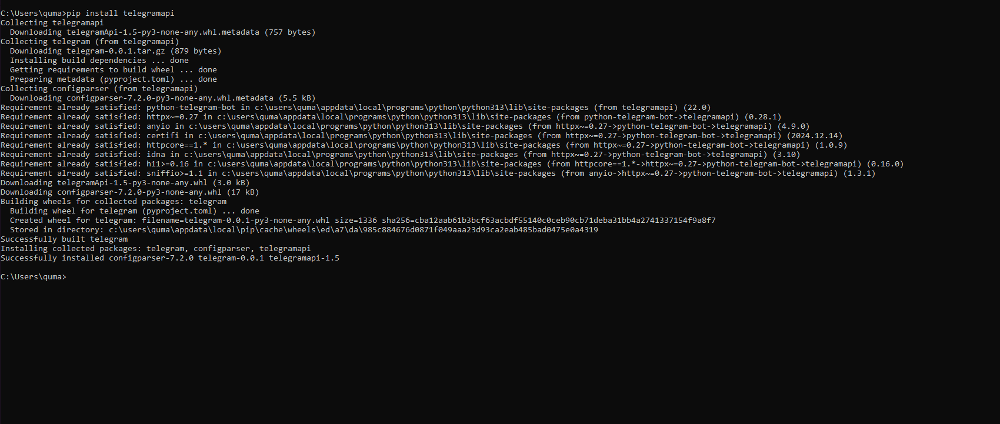 C:\Users\quma>pip install telegramapi
Collecting telegramapi
  Downloading telegramApi-1.5-py3-none-any.whl.metadata (757 bytes)
Collecting telegram (from telegramapi)
  Downloading telegram-0.0.1.tar.gz (879 bytes)
  Installing build dependencies ... done
  Getting requirements to build wheel ... done
  Preparing metadata (pyproject.toml) ... done
Collecting configparser (from telegramapi)
  Downloading configparser-7.2.0-py3-none-any.whl.metadata (5.5 kB)
Requirement already satisfied: python-telegram-bot in c:\users\quma\appdata\local\programs\python\python313\lib\site-packages (from telegramapi) (22.0)
Requirement already satisfied: httpx~=0.27 in c:\users\quma\appdata\local\programs\python\python313\lib\site-packages (from python-telegram-bot->telegramapi) (0.28.1)
Requirement already satisfied: anyio in c:\users\quma\appdata\local\programs\python\python313\lib\site-packages (from httpx~=0.27->python-telegram-bot->telegramapi) (4.9.0)
Requirement already satisfied: certifi in c:\users\quma\appdata\local\programs\python\python313\lib\site-packages (from httpx~=0.27->python-telegram-bot->telegramapi) (2024.12.14)
Requirement already satisfied: httpcore==1.* in c:\users\quma\appdata\local\programs\python\python313\lib\site-packages (from httpx~=0.27->python-telegram-bot->telegramapi) (1.0.9)
Requirement already satisfied: idna in c:\users\quma\appdata\local\programs\python\python313\lib\site-packages (from httpx~=0.27->python-telegram-bot->telegramapi) (3.10)
Requirement already satisfied: h11>=0.16 in c:\users\quma\appdata\local\programs\python\python313\lib\site-packages (from httpcore==1.*->httpx~=0.27->python-telegram-bot->telegramapi) (0.16.0)
Requirement already satisfied: sniffio>=1.1 in c:\users\quma\appdata\local\programs\python\python313\lib\site-packages (from anyio->httpx~=0.27->python-telegram-bot->telegramapi) (1.3.1)
Downloading telegramApi-1.5-py3-none-any.whl (3.0 kB)
Downloading configparser-7.2.0-py3-none-any.whl (17 kB)
Building wheels for collected packages: telegram
  Building wheel for telegram (pyproject.toml) ... done
  Created wheel for telegram: filename=telegram-0.0.1-py3-none-any.whl size=1336 sha256=cba12aab61b3bcf63acbdf55140c0ceb90cb71deba31bb4a2741337154f9a8f7
  Stored in directory: c:\users\quma\appdata\local\pip\cache\wheels\ed\a7\da\985c884676d0871f049aaa23d93ca2eab485bad0475e0a4319
Successfully built telegram
Installing collected packages: telegram, configparser, telegramapi
Successfully installed configparser-7.2.0 telegram-0.0.1 telegramapi-1.5
C:\Users\quma>